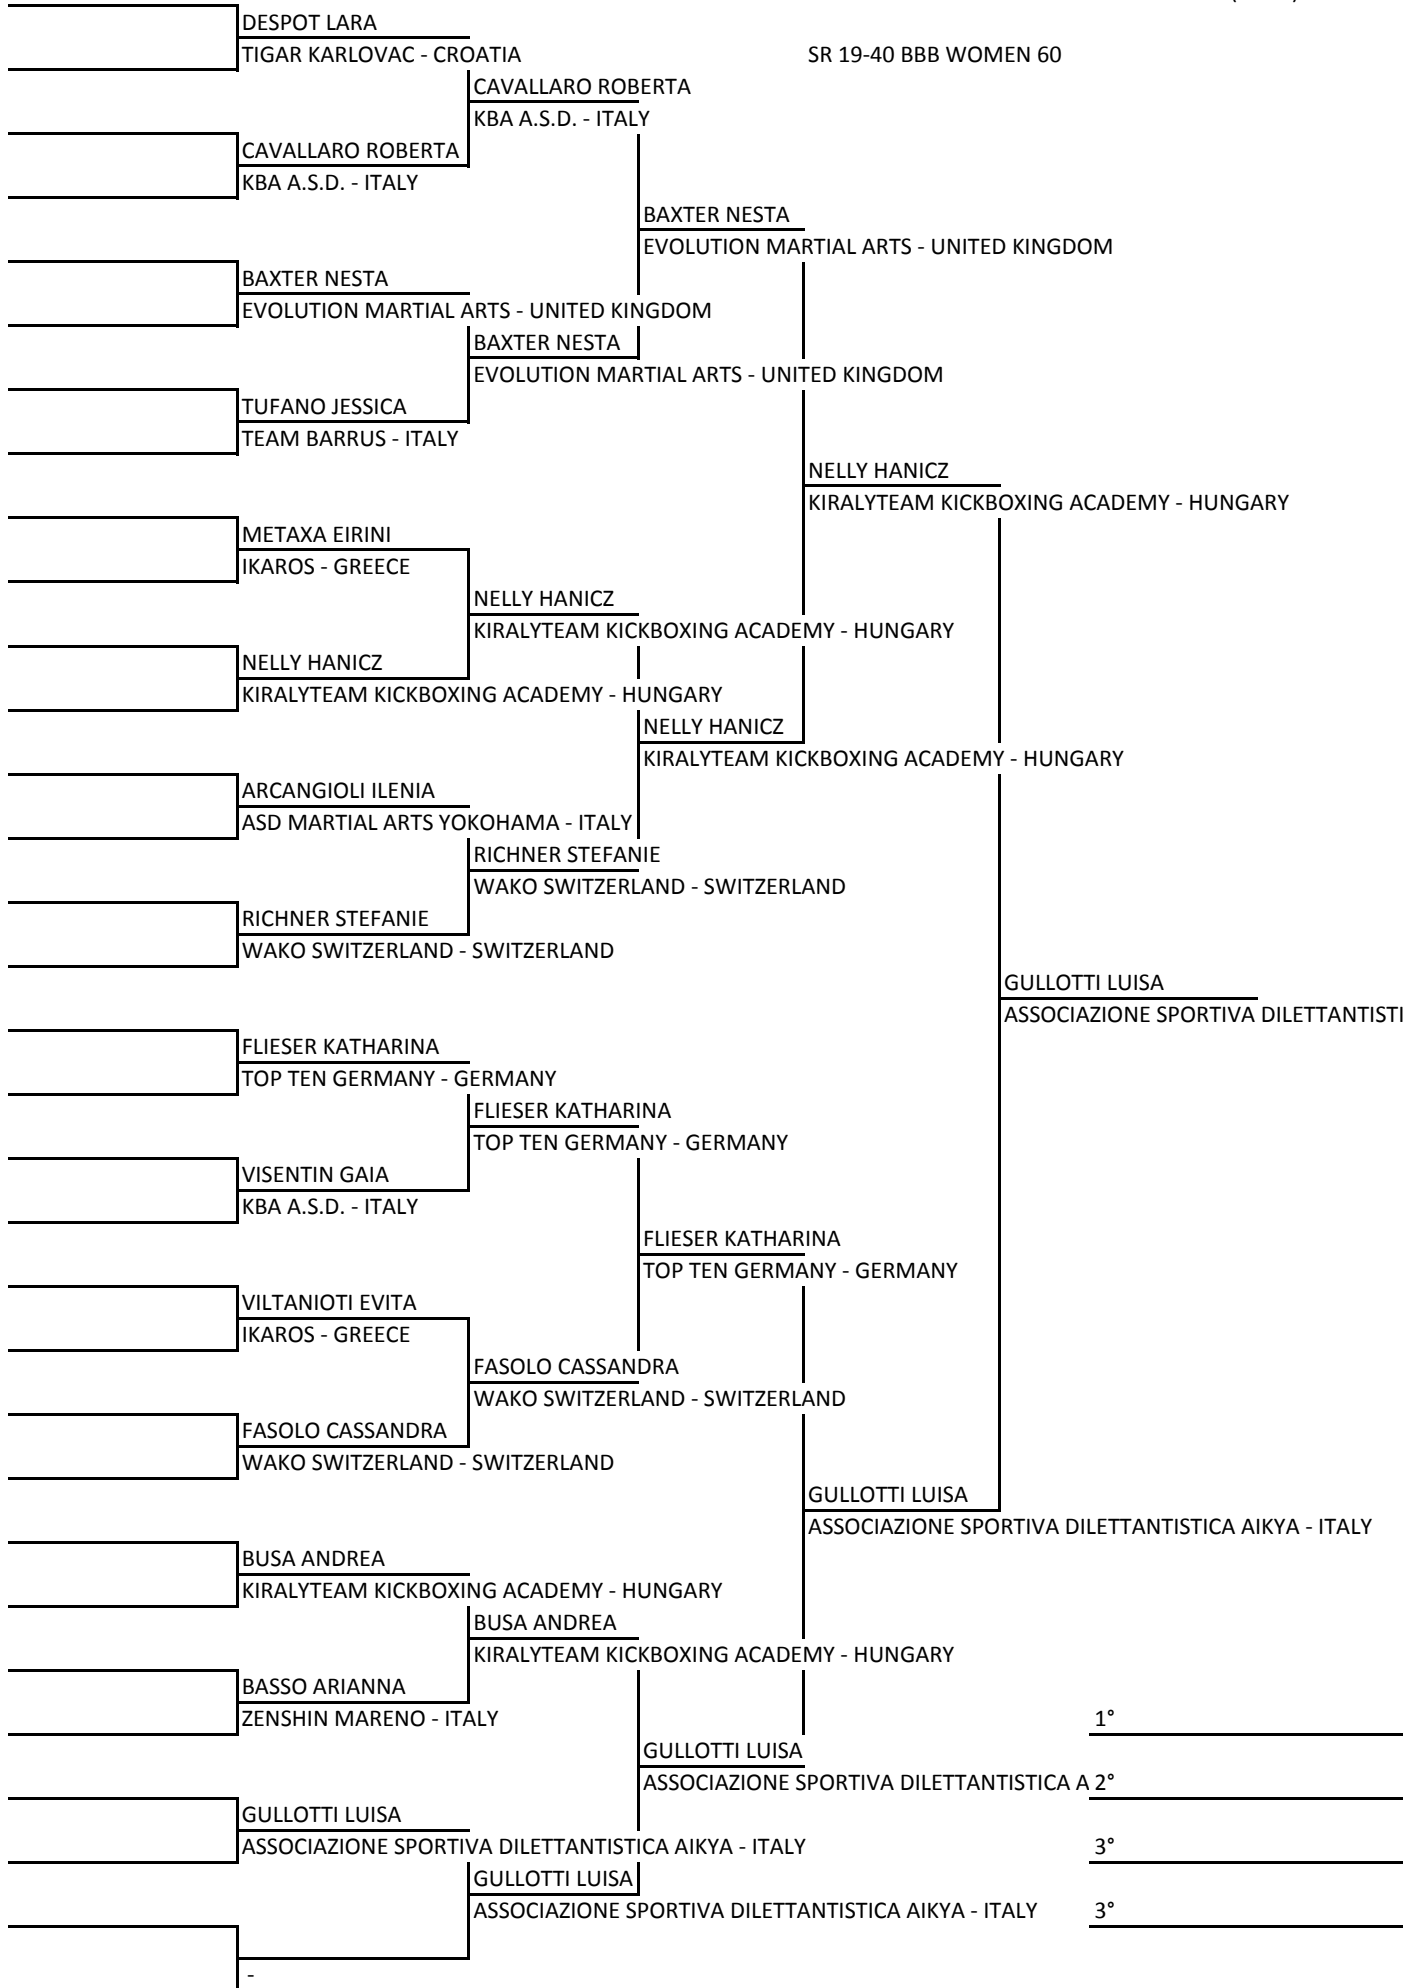 DESPOT LARA
TIGAR KARLOVAC - CROATIA
SR 19-40 BBB WOMEN 60
CAVALLARO ROBERTA
KBA A.S.D. - ITALY
CAVALLARO ROBERTA
KBA A.S.D. - ITALY
BAXTER NESTA
EVOLUTION MARTIAL ARTS - UNITED KINGDOM
BAXTER NESTA
EVOLUTION MARTIAL ARTS - UNITED KINGDOM
BAXTER NESTA
EVOLUTION MARTIAL ARTS - UNITED KINGDOM
TUFANO JESSICA
TEAM BARRUS - ITALY
NELLY HANICZ
KIRALYTEAM KICKBOXING ACADEMY - HUNGARY
METAXA EIRINI
IKAROS - GREECE
NELLY HANICZ
KIRALYTEAM KICKBOXING ACADEMY - HUNGARY
NELLY HANICZ
KIRALYTEAM KICKBOXING ACADEMY - HUNGARY
NELLY HANICZ
KIRALYTEAM KICKBOXING ACADEMY - HUNGARY
ARCANGIOLI ILENIA
ASD MARTIAL ARTS YOKOHAMA - ITALY
RICHNER STEFANIE
WAKO SWITZERLAND - SWITZERLAND
RICHNER STEFANIE
WAKO SWITZERLAND - SWITZERLAND
GULLOTTI LUISA
ASSOCIAZIONE SPORTIVA DILETTANTISTI
FLIESER KATHARINA
TOP TEN GERMANY - GERMANY
FLIESER KATHARINA
TOP TEN GERMANY - GERMANY
VISENTIN GAIA
KBA A.S.D. - ITALY
FLIESER KATHARINA
TOP TEN GERMANY - GERMANY
VILTANIOTI EVITA
IKAROS - GREECE
FASOLO CASSANDRA
WAKO SWITZERLAND - SWITZERLAND
FASOLO CASSANDRA
WAKO SWITZERLAND - SWITZERLAND
GULLOTTI LUISA
ASSOCIAZIONE SPORTIVA DILETTANTISTICA AIKYA - ITALY
BUSA ANDREA
KIRALYTEAM KICKBOXING ACADEMY - HUNGARY
BUSA ANDREA
KIRALYTEAM KICKBOXING ACADEMY - HUNGARY
BASSO ARIANNA
ZENSHIN MARENO - ITALY
1°
GULLOTTI LUISA
ASSOCIAZIONE SPORTIVA DILETTANTISTICA A
2°
GULLOTTI LUISA
ASSOCIAZIONE SPORTIVA DILETTANTISTICA AIKYA - ITALY
3°
GULLOTTI LUISA
ASSOCIAZIONE SPORTIVA DILETTANTISTICA AIKYA - ITALY
3°
-